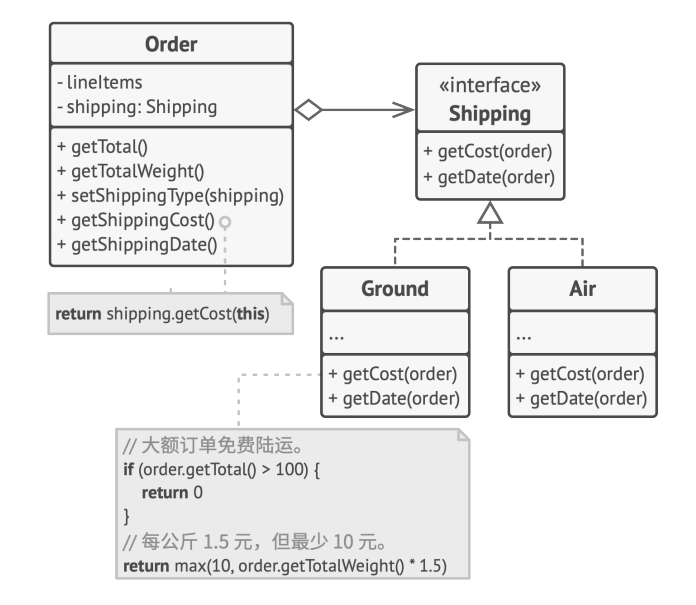 Order
- lineItems
- shipping: Shipping
+ getTotal()
+ getTotalWeight()
+ setShippingType(shipping)
+ getShippingCost()
+ getShippingDate()
return shipping.getCost(this)
«interface»
Shipping
+ getCost(order)
+ getDate(order)
Ground
...
+ getCost(order)
+ getDate(order)
Air
...
+ getCost(order)
+ getDate(order)
// 大额订单免费陆运。
if (order.getTotal() > 100) {
return 0
}
// 每公斤 1.5 元，但最少 10 元。
return max(10, order.getTotalWeight() * 1.5)